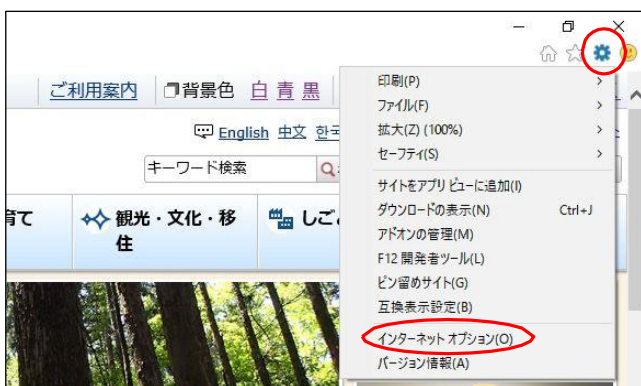 ご利用案内 背景色 白 青 黒
English 中文
キーワード検索
育て
観光・文化・移住
しご
印刷(P)
ファイル(F)
拡大(Z) (100%)
セーフティ(S)
サイトをアプリ ビューに追加(I)
ダウンロードの表示(N) Ctrl+J
アドオンの管理(M)
F12 開発者ツール(L)
ピン留めサイト(G)
互換表示設定(B)
インターネット オプション(O)
バージョン情報(A)